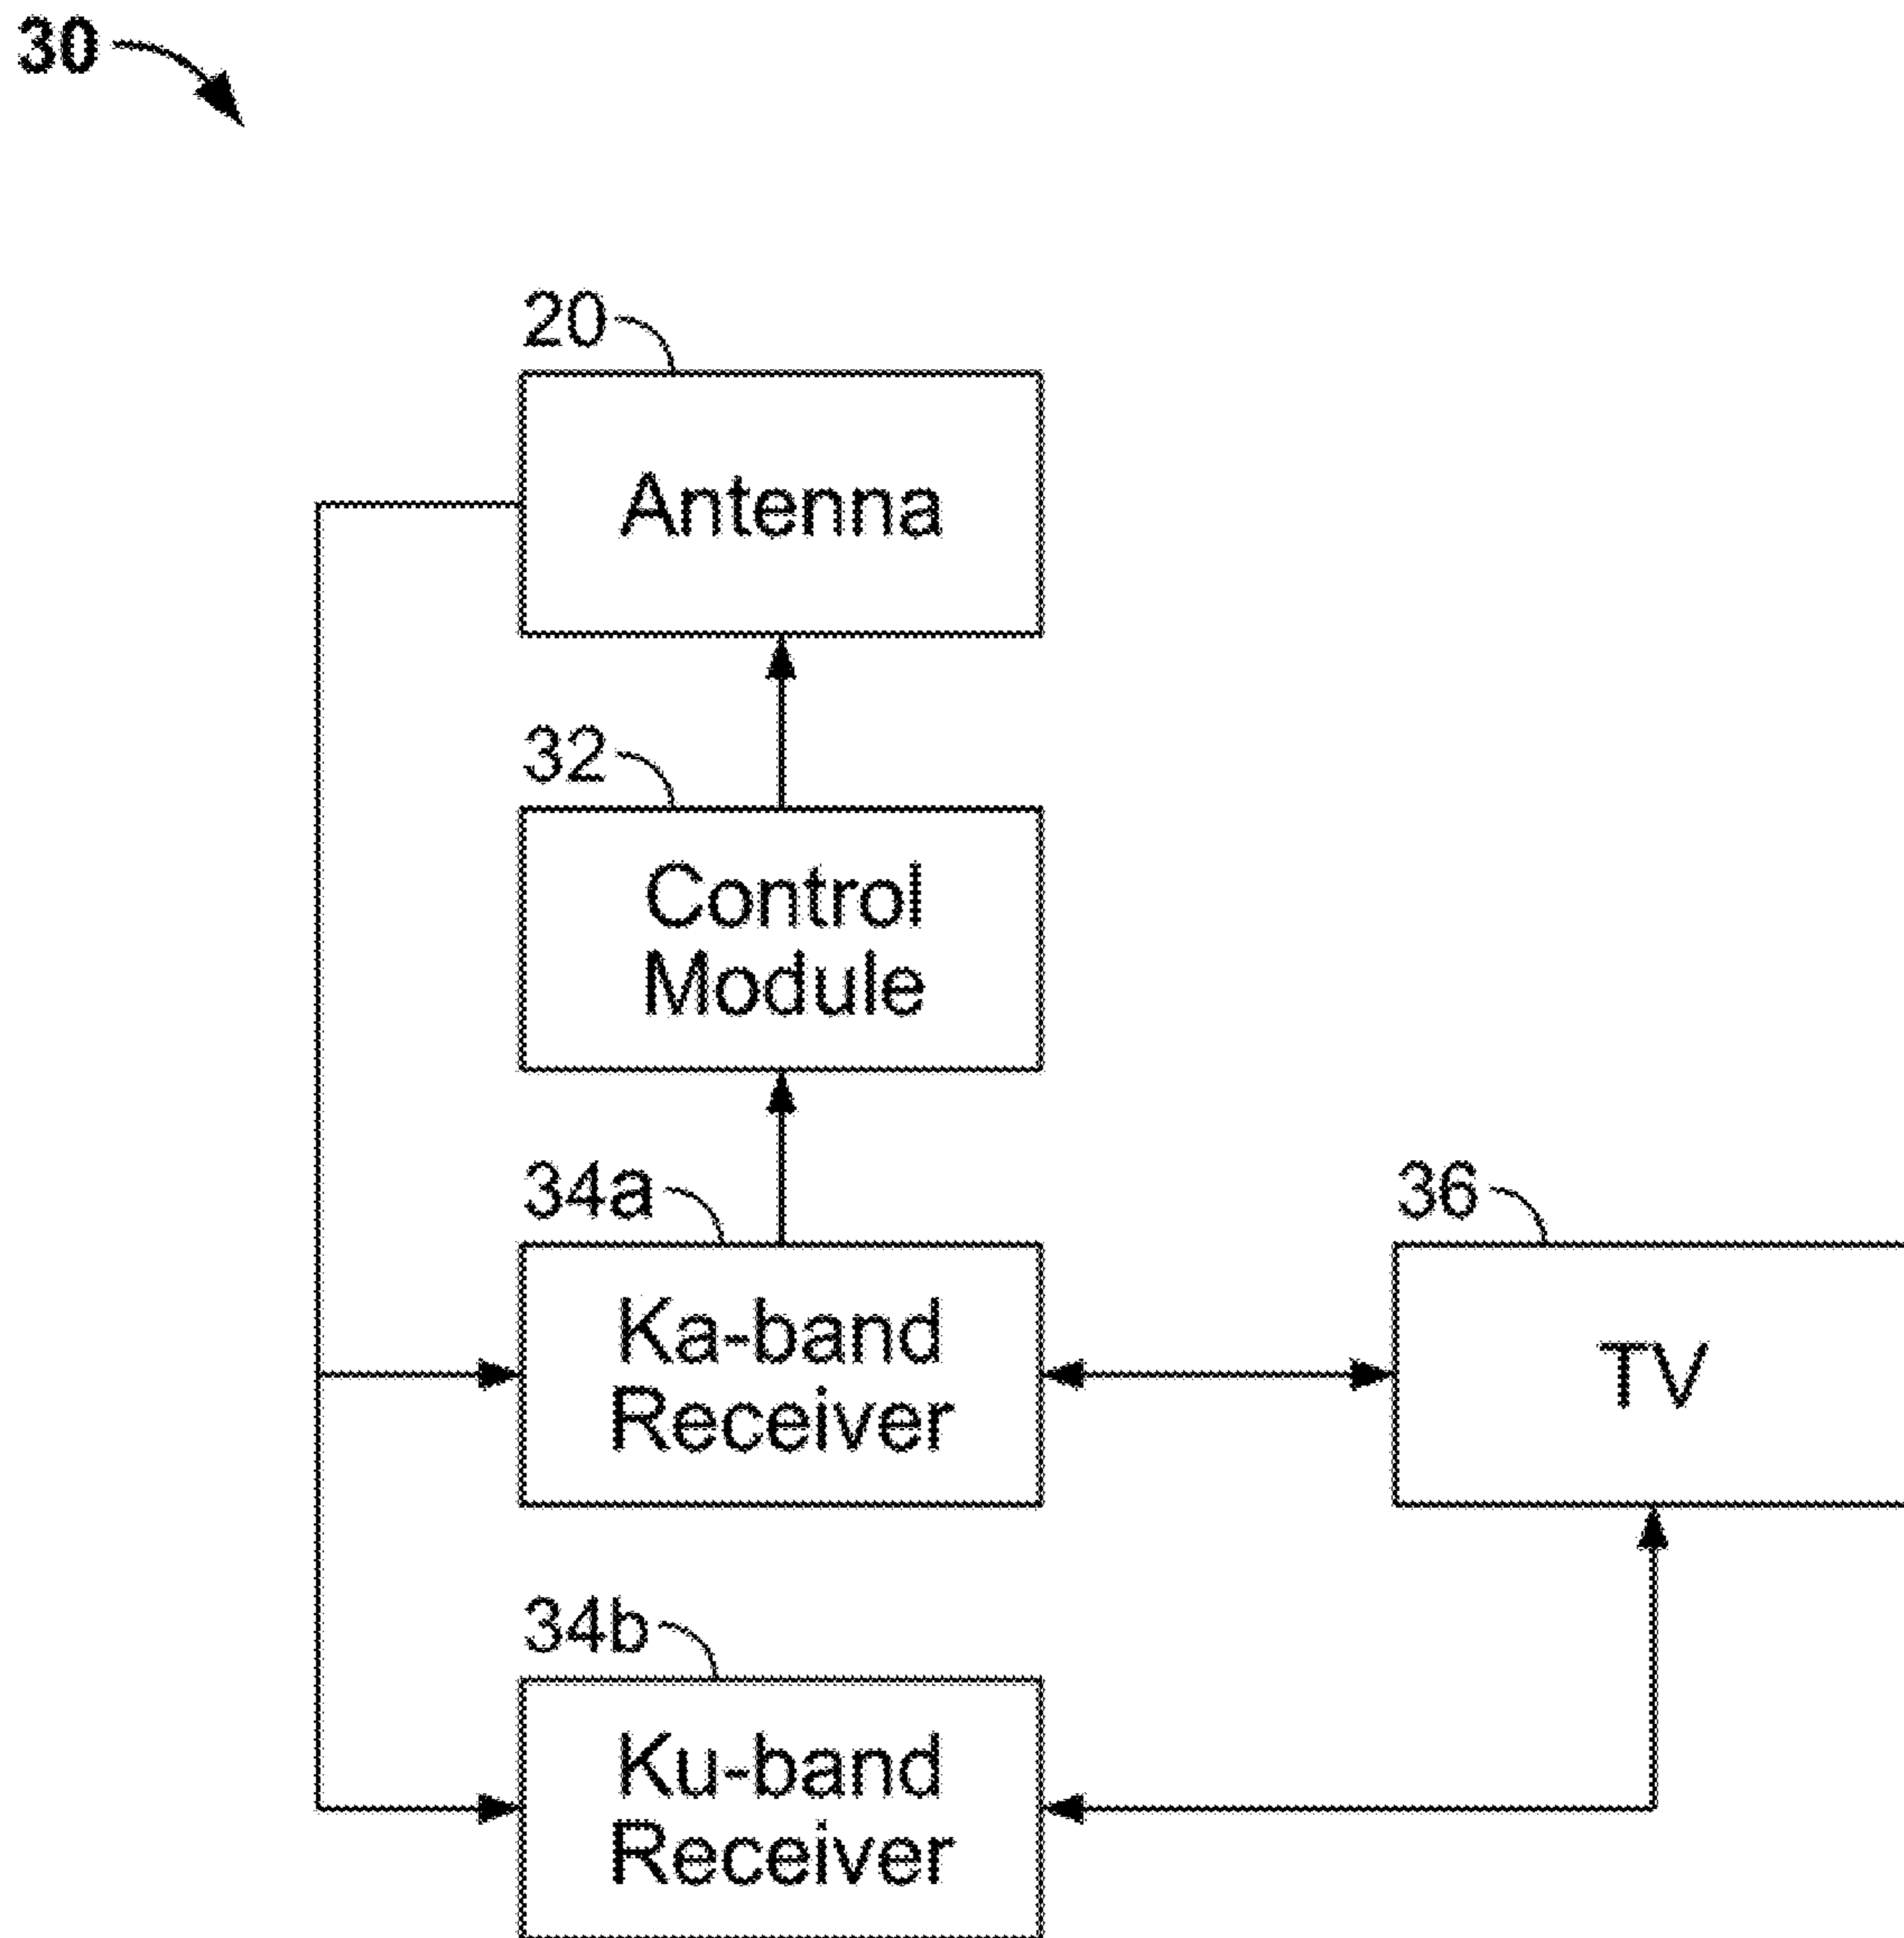 30
20
Antenna
32
Control
Module
34a
Ka-band
Receiver
36
TV
34b
Ku-band
Receiver